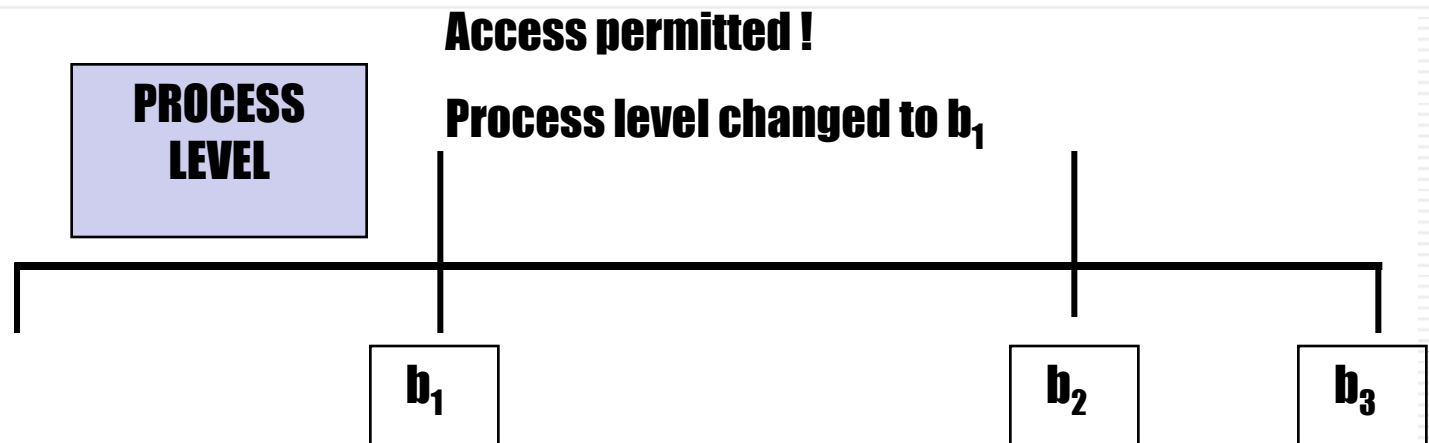 Access permitted !
PROCESS
LEVEL
Process level changed to b₁
b₁
b₂
b₃